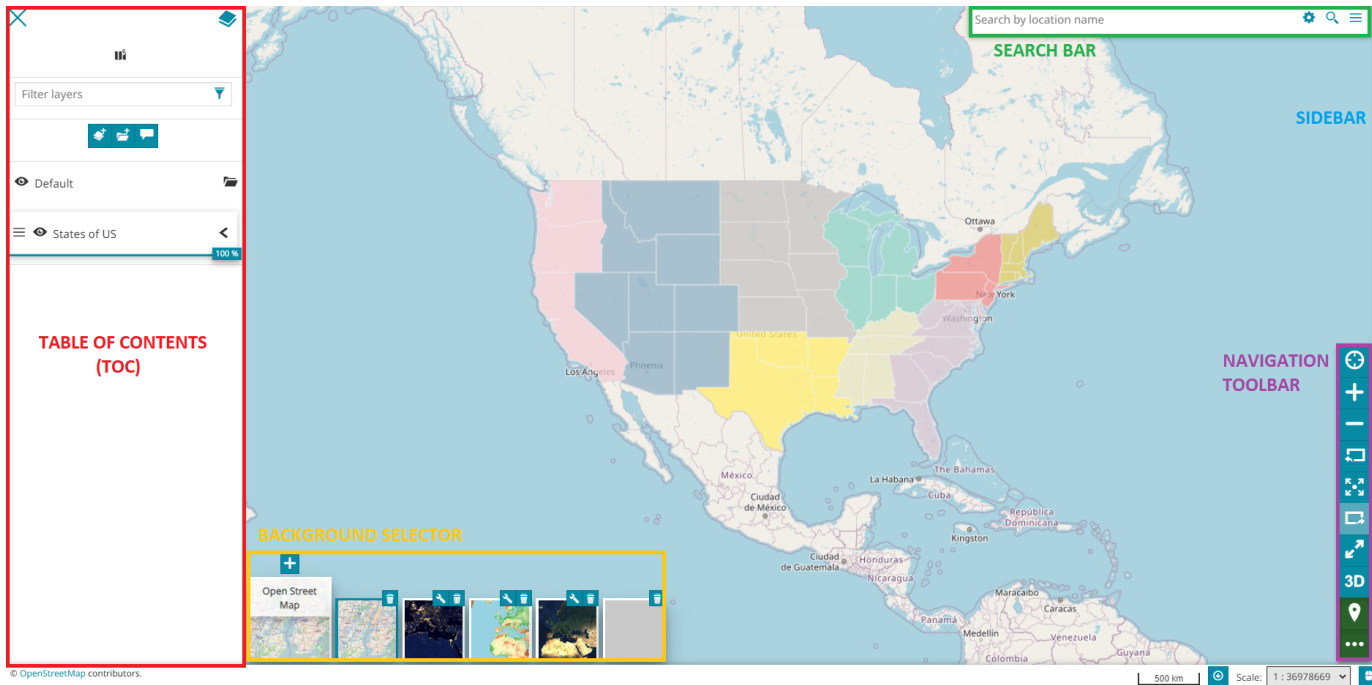 Search by location name
SEARCH BAR
Filter layers
SIDEBAR
Default
States of US
100 %
TABLE OF CONTENTS
(TOC)
Ottawa
New York
Washington
United States
Phoenix
Los Angeles
NAVIGATION
TOOLBAR
The Bahamas
México
La Habana
Cuba
Ciudad
de México
República
Dominicana
Kingston
BACKGROUND SELECTOR
Ciudad
de Guatemala
Honduras
Nicaragua
3D
Open Street
Map
Maracaibo
Caracas
Panamá
Medellín
Venezuela
Guyana
Colombia
© OpenStreetMap contributors.
500 km
Scale:
1 : 36978669